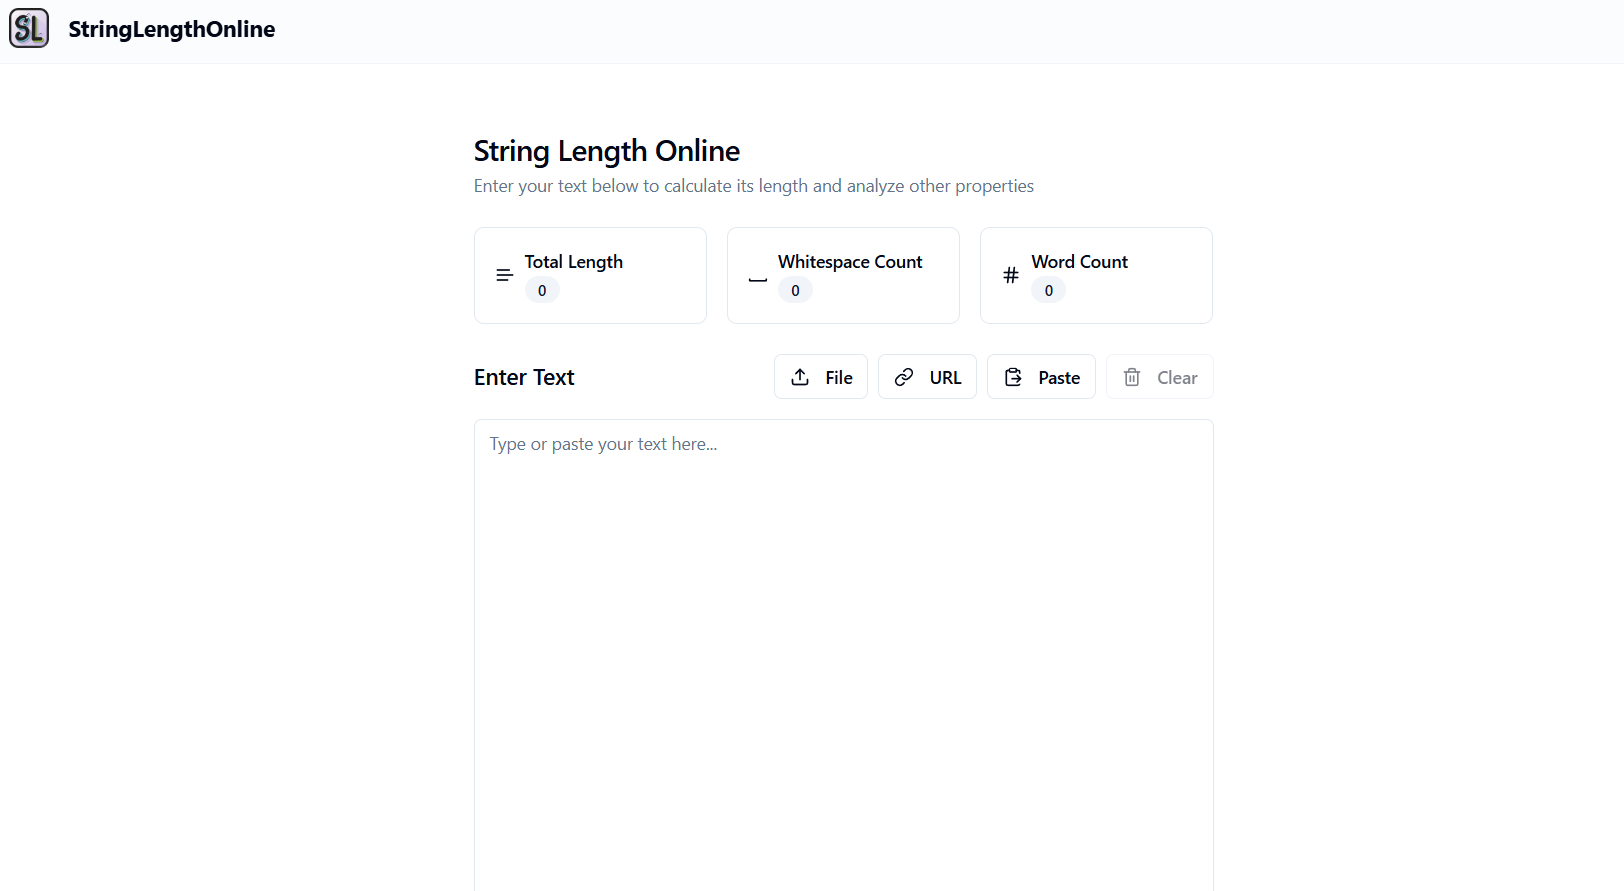 SL StringLengthOnline
String Length Online
Enter your text below to calculate its length and analyze other properties
Total Length
0
Whitespace Count
0
# Word Count
0
Enter Text
File
URL
Paste
Clear
Type or paste your text here...